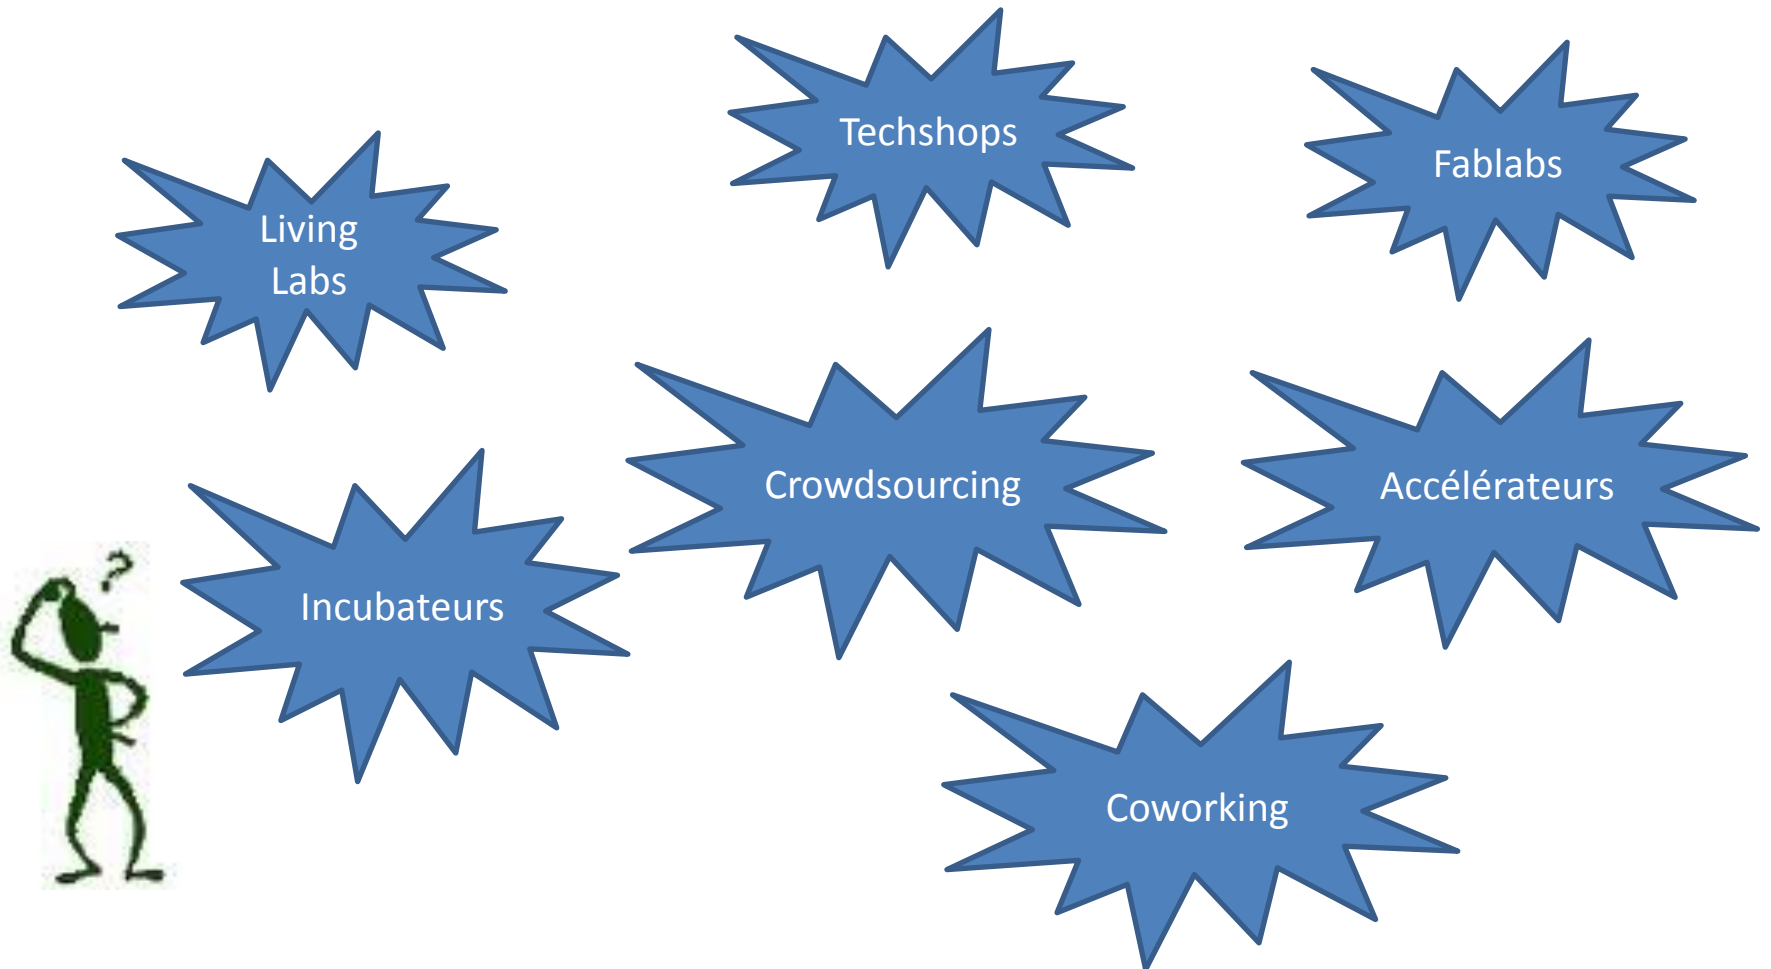 Techshops
Fablabs
Living
Labs
Crowdsourcing
Accélérateurs
?
Incubateurs
Coworking